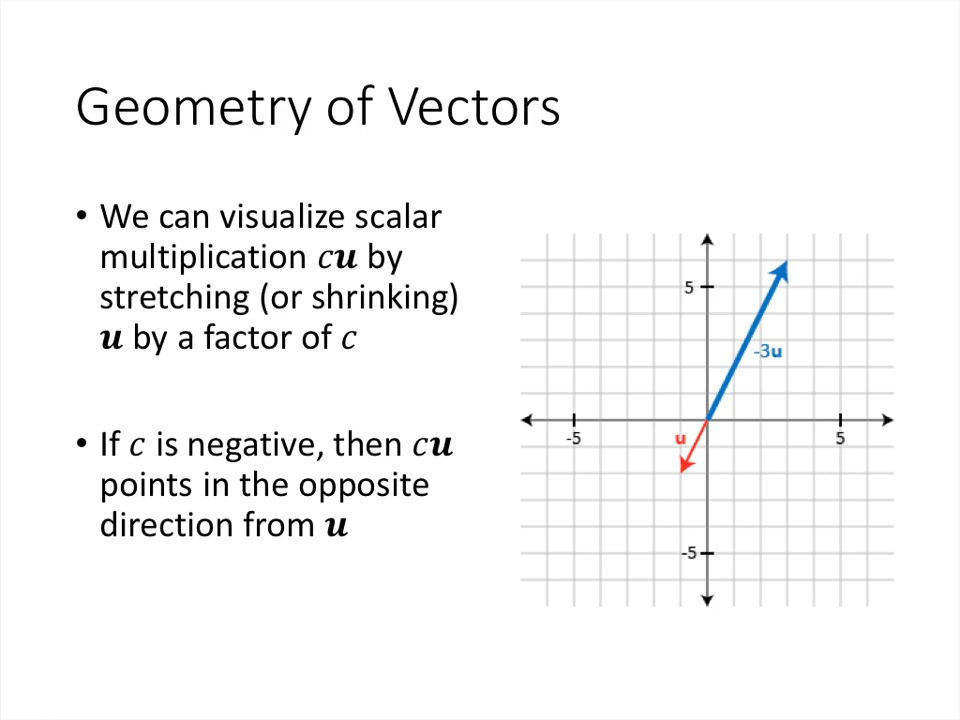 Geometry of Vectors
• We can visualize scalar
multiplication 𝑐𝒖 by
stretching (or shrinking)
𝒖 by a factor of 𝑐
• If 𝑐 is negative, then 𝑐𝒖
points in the opposite
direction from 𝒖
5
-3u
-5
u
5
-5